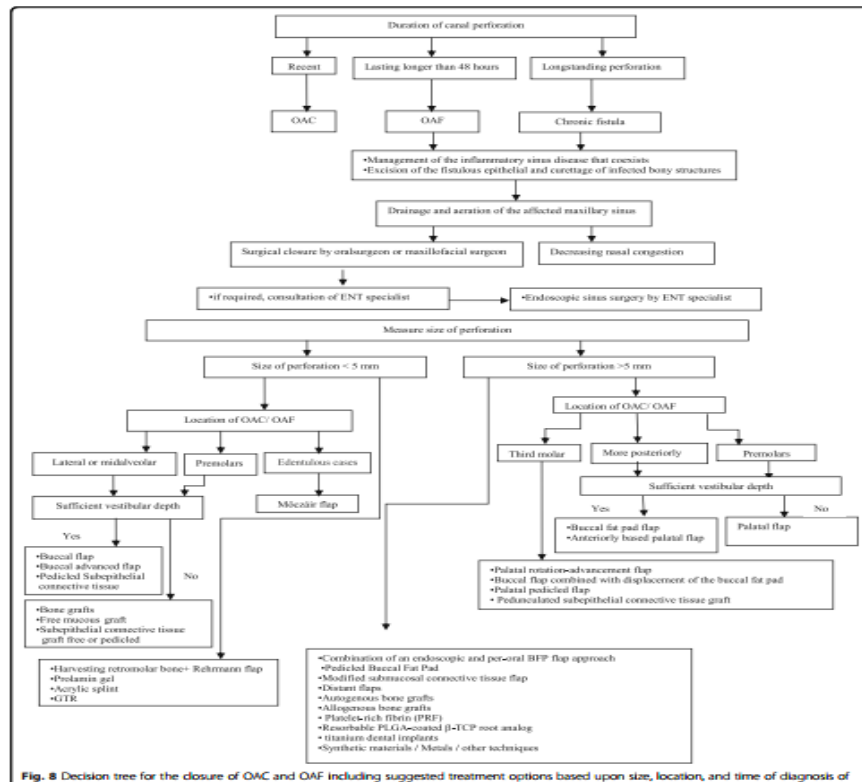 Duration of canal perforation
Recent
Lasting longer than 48 hours
Longstanding perforation
OAC
OAF
Chronic fistula
•Management of the inflammatory sinus disease that coexists
•Excision of the fistulous epithelial and curettage of infected bony structures
Drainage and aeration of the affected maxillary sinus
Surgical closure by oralsurgeon or maxillofacial surgeon
Decreasing nasal congestion
•if required, consultation of ENT specialist
•Endoscopic sinus surgery by ENT specialist
Measure size of perforation
Size of perforation < 5 mm
Size of perforation >5 mm
Location of OAC/ OAF
Lateral or midalveolar
Premolars
Edentulous cases
Sufficient vestibular depth
Móczáir flap
Yes
•Buccal flap
•Buccal advanced flap
•Pedicled Subepithelial
connective tissue
No
•Bone grafts
•Free mucous graft
•Subepithelial connective tissue
graft free or pedicled
•Harvesting retromolar bone+ Rehrmann flap
•Prolamin gel
•Acrylic splint
•GTR
Location of OAC/ OAF
Third molar
More posteriorly
Premolars
Sufficient vestibular depth
Yes
No
•Buccal fat pad flap
•Anteriorly based palatal flap
Palatal flap
•Palatal rotation-advancement flap
•Buccal flap combined with displacement of the buccal fat pad
•Palatal pedicled flap
• Pedunculated subepithelial connective tissue graft
•Combination of an endoscopic and per-oral BFP flap approach
•Pedicled Buccal Fat Pad
•Modified submucosal connective tissue flap
•Distant flaps
•Autogenous bone grafts
•Allogenous bone grafts
• Platelet-rich fibrin (PRF)
•Resorbable PLGA-coated β-TCP root analog
•titanium dental implants
•Synthetic materials / Metals / other techniques
Fig. 8 Decision tree for the closure of OAC and OAF including suggested treatment options based upon size, location, and time of diagnosis of